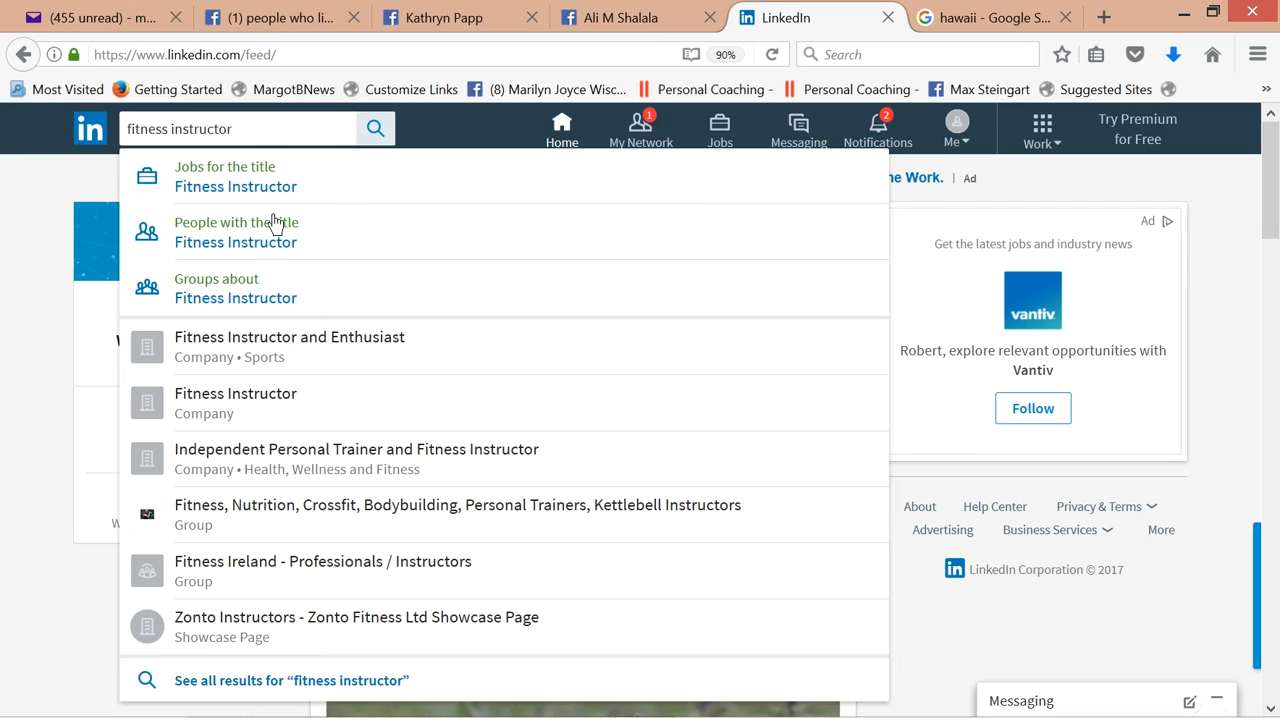 (455 unread) - m...
(1) people who li...
Kathryn Papp
Ali M Shalala
LinkedIn
hawaii - Google S...
https://www.linkedin.com/feed/
90%
Search
Most Visited
Getting Started
MargotBNews
Customize Links
(8) Marilyn Joyce Wisc...
Personal Coaching -
Personal Coaching -
Max Steingart
Suggested Sites
in
fitness instructor
Home
1
My Network
Jobs
Messaging
2
Notifications
Me
Work
Try Premium
for Free
Jobs for the title
Fitness Instructor
People with the title
Fitness Instructor
Groups about
Fitness Instructor
Fitness Instructor and Enthusiast
Company • Sports
Fitness Instructor
Company
Independent Personal Trainer and Fitness Instructor
Company • Health, Wellness and Fitness
Fitness, Nutrition, Crossfit, Bodybuilding, Personal Trainers, Kettlebell Instructors
Group
Fitness Ireland - Professionals / Instructors
Group
Zonto Instructors - Zonto Fitness Ltd Showcase Page
Showcase Page
See all results for “fitness instructor”
he Work. | Ad
Ad
Get the latest jobs and industry news
vantiv
Robert, explore relevant opportunities with
Vantiv
Follow
About
Help Center
Privacy & Terms
Advertising
Business Services
More
in
LinkedIn Corporation © 2017
Messaging